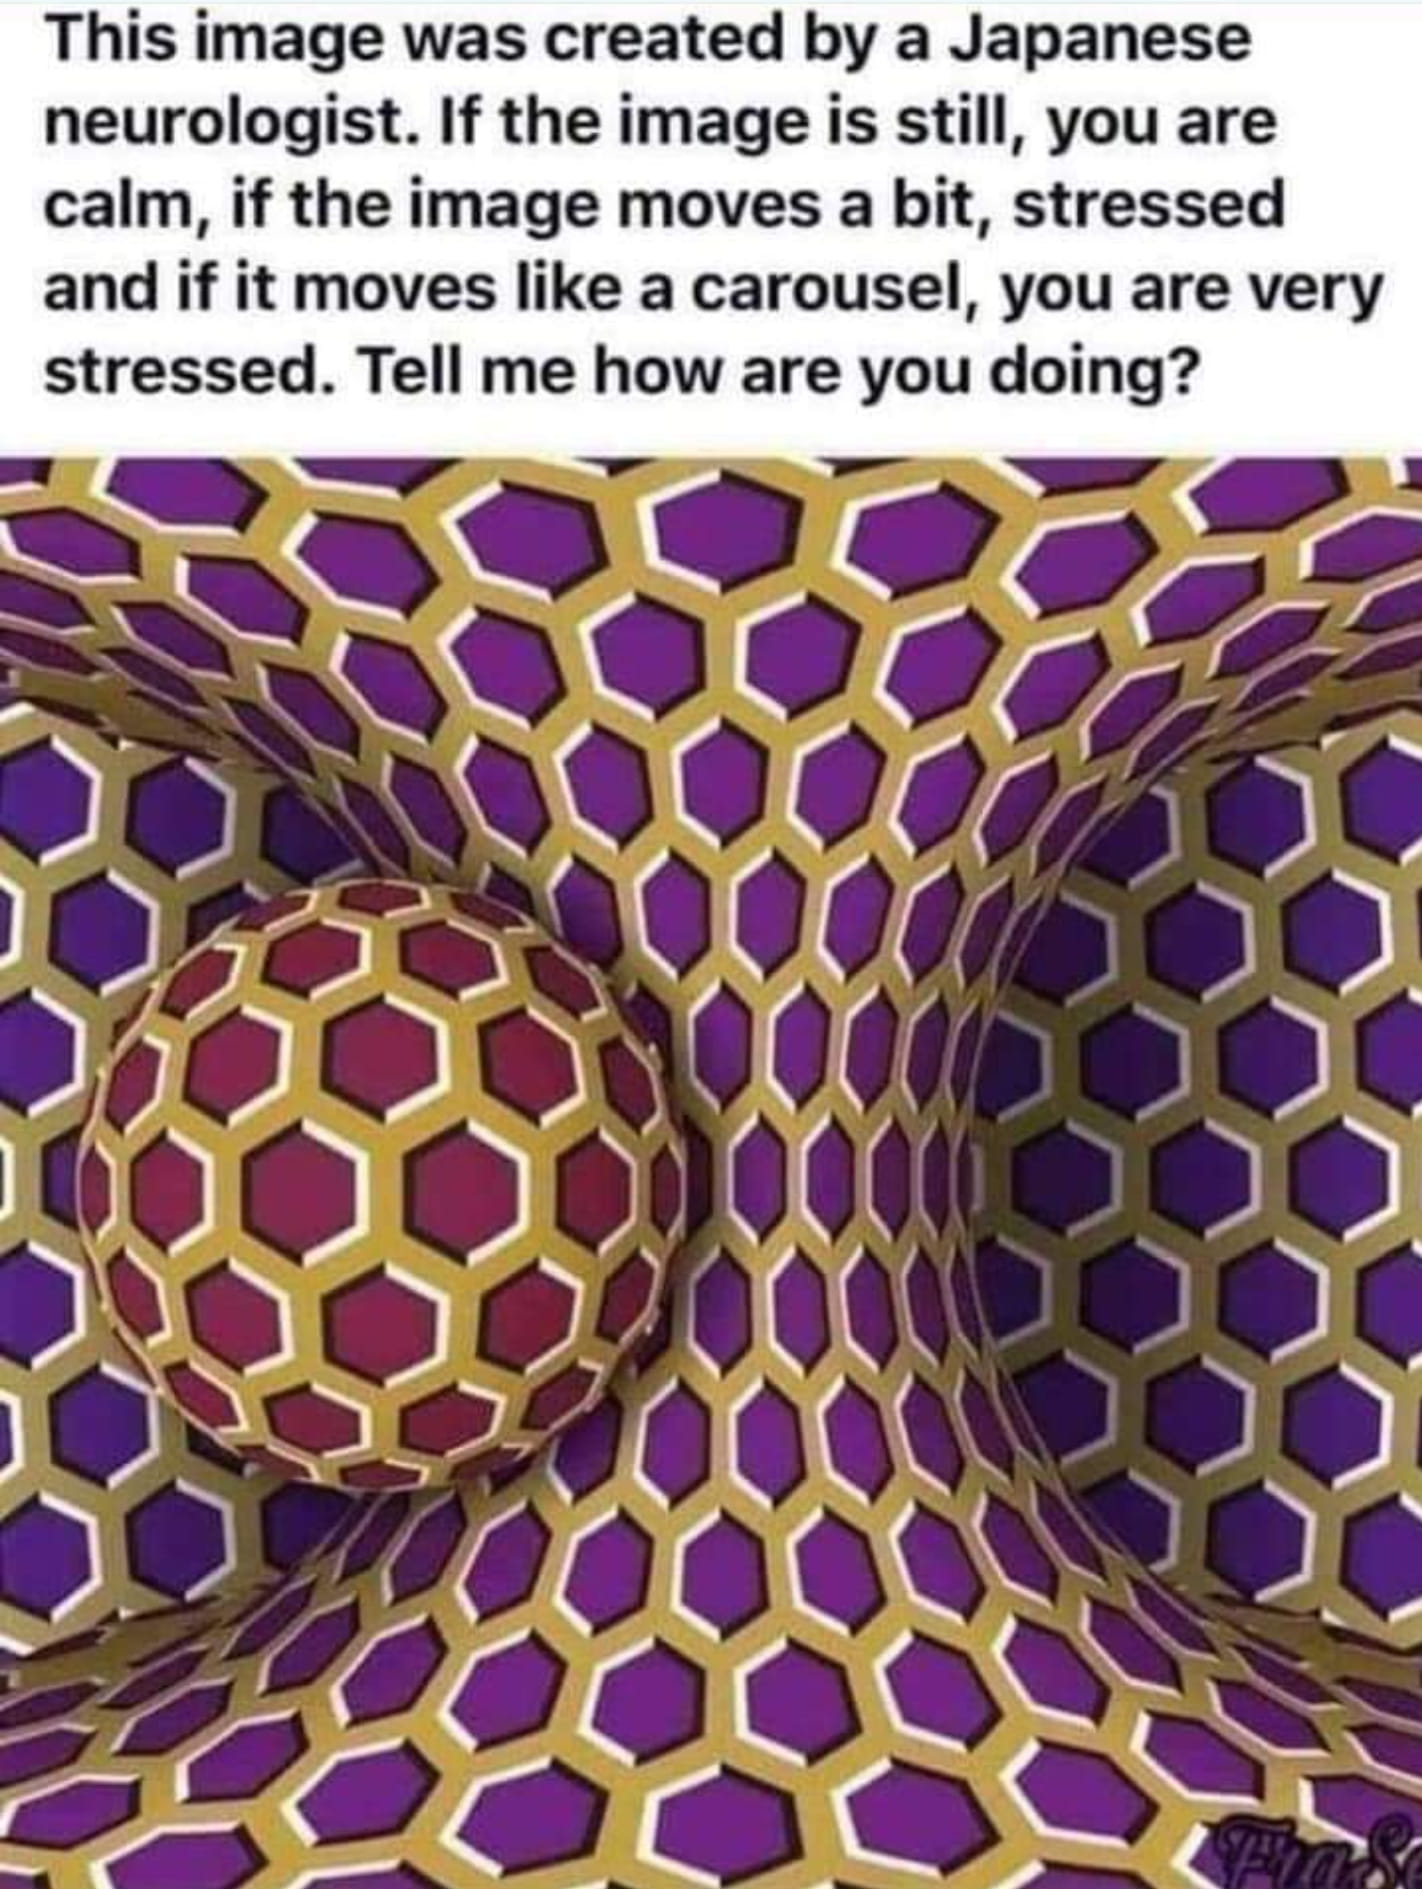 This image was created by a Japanese
neurologist. If the image is still, you are
calm, if the image moves a bit, stressed
and if it moves like a carousel, you are very
stressed. Tell me how are you doing?